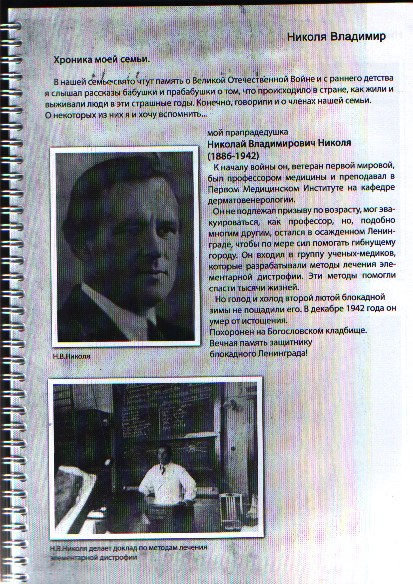 Николя Владимир
Хроника моей семьи.
В нашей семье свято чтут память о Великой Отечественной Войне и с раннего детства
я слышал рассказы бабушки и прабабушки о том, что происходило в стране, как жили и
выживали люди в эти страшные годы. Конечно, говорили и о членах нашей семьи.
О некоторых из них я и хочу вспомнить...
мой прапрадедушка
Николай Владимирович Николя
(1886-1942)
К началу войны он, ветеран первой мировой,
был профессором медицины и преподавал в
Первом Медицинском Институте на кафедре
дерматовенерологии.
Он не подлежал призыву по возрасту, мог эва-
куироваться, как профессор, но, подобно
многим другим, остался в осажденном Ленин-
граде, чтобы по мере сил помогать гибнущему
городу. Он входил в группу ученых-медиков,
которые разрабатывали методы лечения эле-
ментарной дистрофии. Эти методы помогли
спасти тысячи жизней.
Но голод и холод второй лютой блокадной
зимы не пощадили его. В декабре 1942 года он
умер от истощения.
Похоронен на Богословском кладбище.
Вечная память защитнику
блокадного Ленинграда!
Н.В.Николя
Н.В.Николя делает доклад по методам лечения
элементарной дистрофии